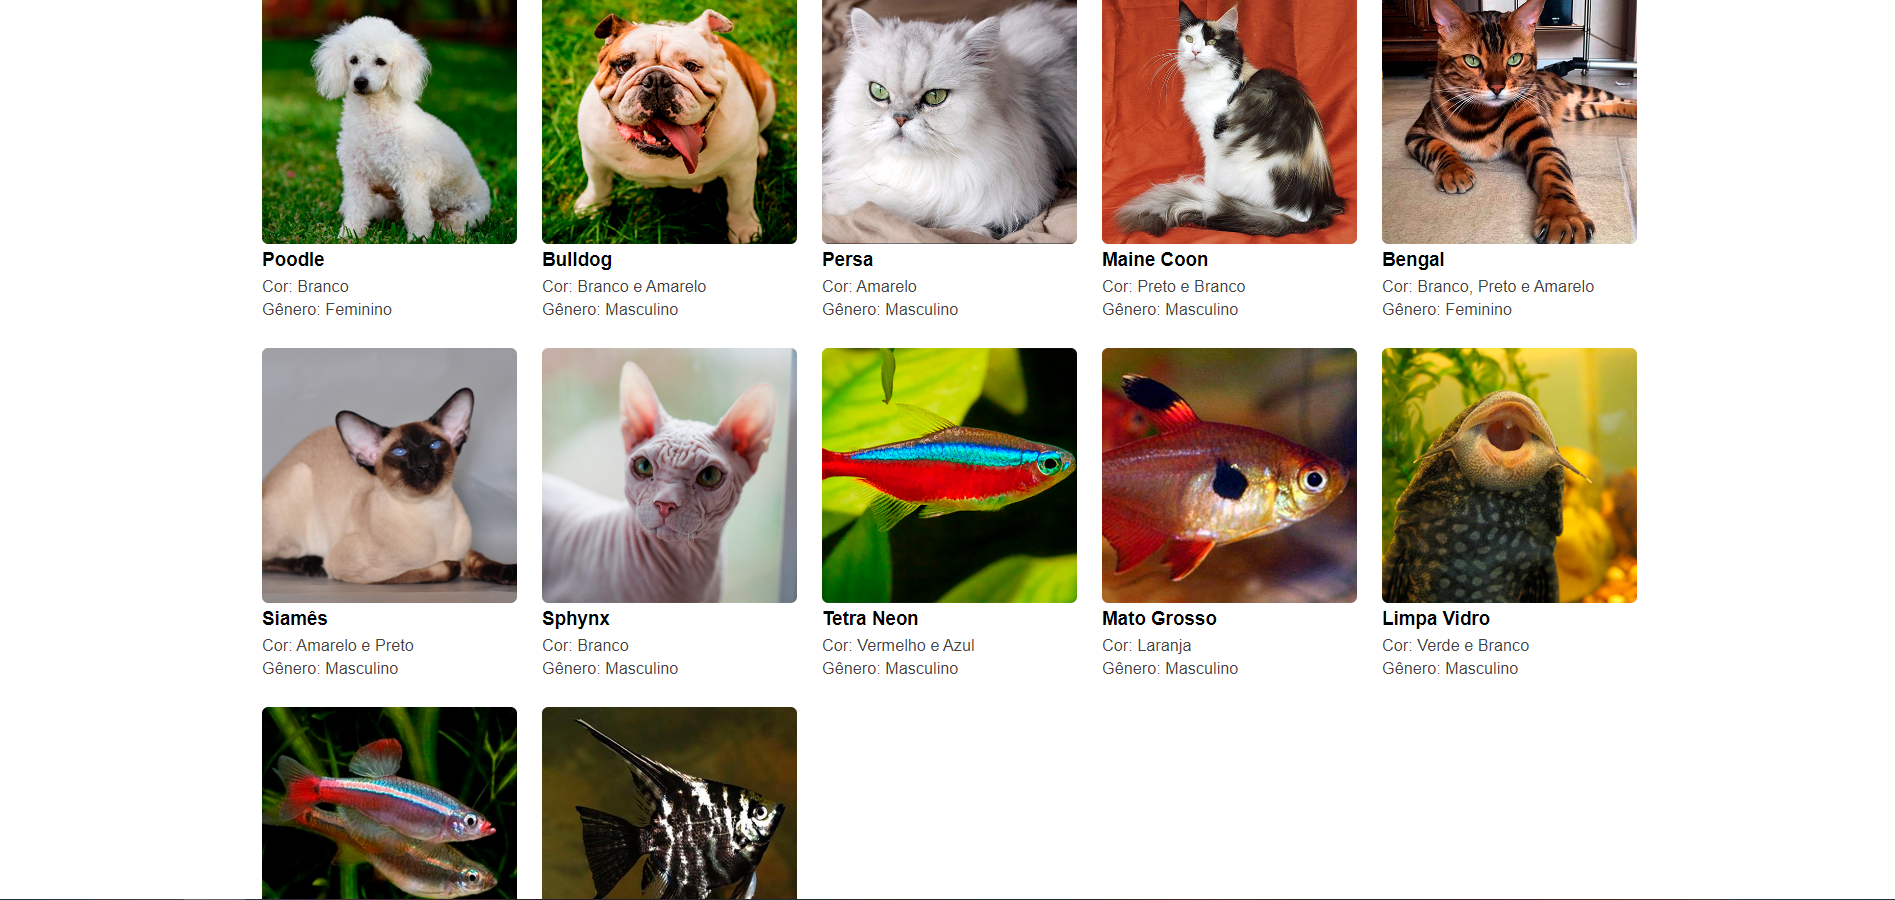 Poodle
Cor: Branco
Gênero: Feminino
Bulldog
Cor: Branco e Amarelo
Gênero: Masculino
Persa
Cor: Amarelo
Gênero: Masculino
Maine Coon
Cor: Preto e Branco
Gênero: Masculino
Bengal
Cor: Branco, Preto e Amarelo
Gênero: Feminino
Siamês
Cor: Amarelo e Preto
Gênero: Masculino
Sphynx
Cor: Branco
Gênero: Masculino
Tetra Neon
Cor: Vermelho e Azul
Gênero: Masculino
Mato Grosso
Cor: Laranja
Gênero: Masculino
Limpa Vidro
Cor: Verde e Branco
Gênero: Masculino